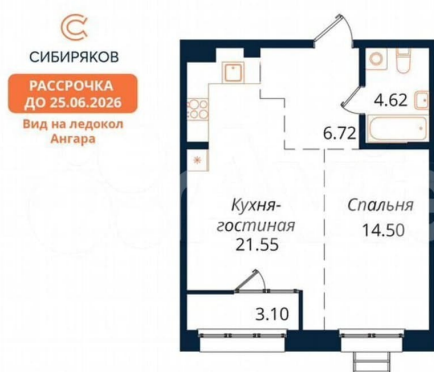 СИБИРЯКОВ
РАССРОЧКА
ДО 25.06.2026
Вид на ледокол
Ангара
4.62
6.72
Кухня-
гостиная
21.55
Спальня
14.50
3.10